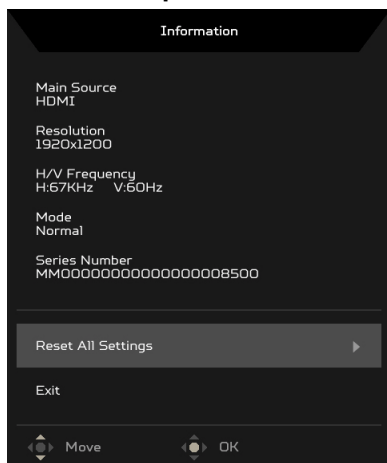 Information
Main Source
HDMI
Resolution
1920x1200
H/V Frequency
H:67KHz V:60Hz
Mode
Normal
Series Number
MM00000000000000008500
Reset All Settings
Exit
Move OK